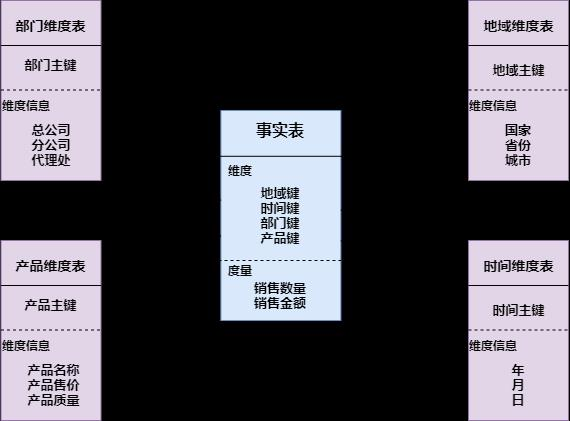 部门维度表
部门主键
维度信息
总公司
分公司
代理处
地域维度表
地域主键
维度信息
国家
省份
城市
事实表
维度
地域键
时间键
部门键
产品键
度量
销售数量
销售金额
产品维度表
产品主键
维度信息
产品名称
产品售价
产品质量
时间维度表
时间主键
维度信息
年
月
日